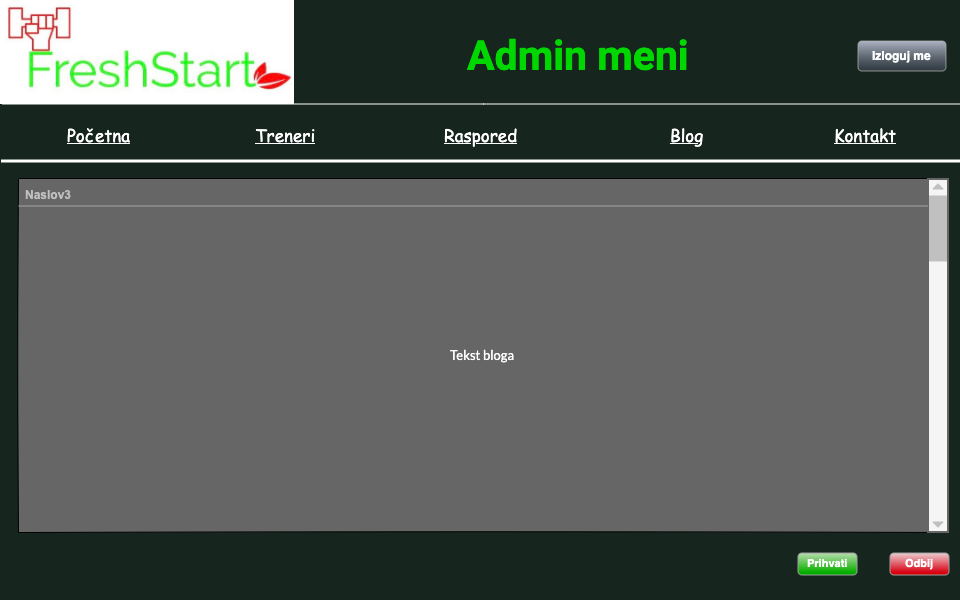 FreshStart
Admin meni
Izloguj me
Početna Treneri Raspored Blog Kontakt
Naslov3
Tekst bloga
Prihvati Odbij